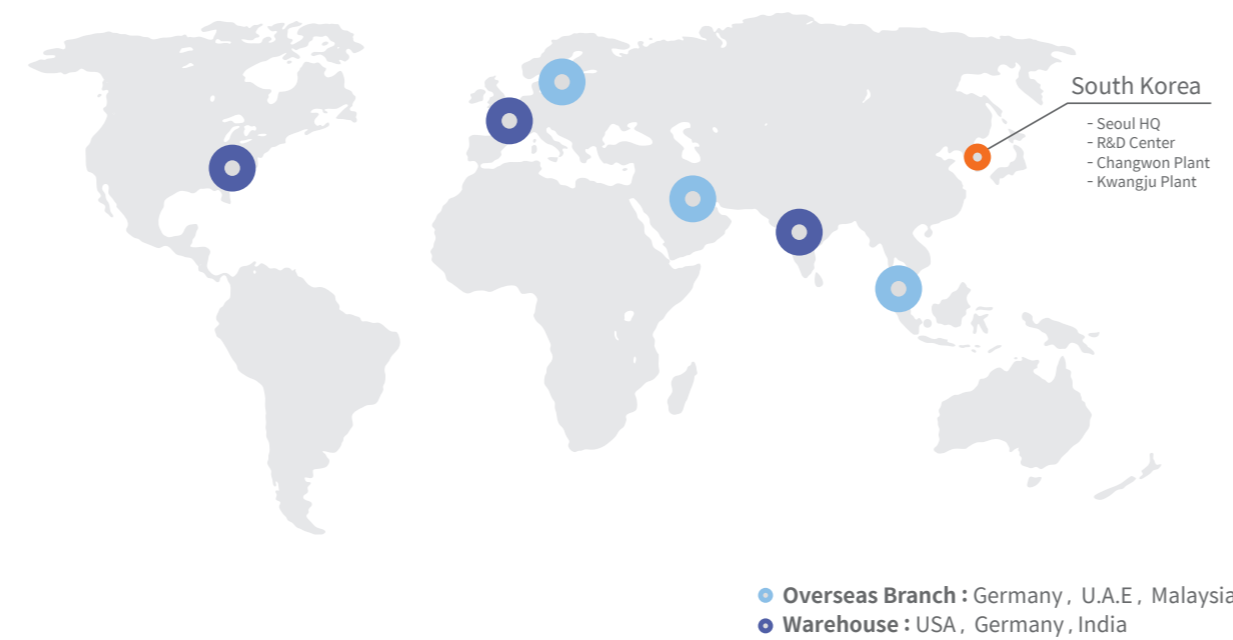 South Korea
- Seoul HQ
- R&D Center
- Changwon Plant
- Kwangju Plant
Overseas Branch : Germany , U.A.E , Malaysia
Warehouse : USA , Germany , India